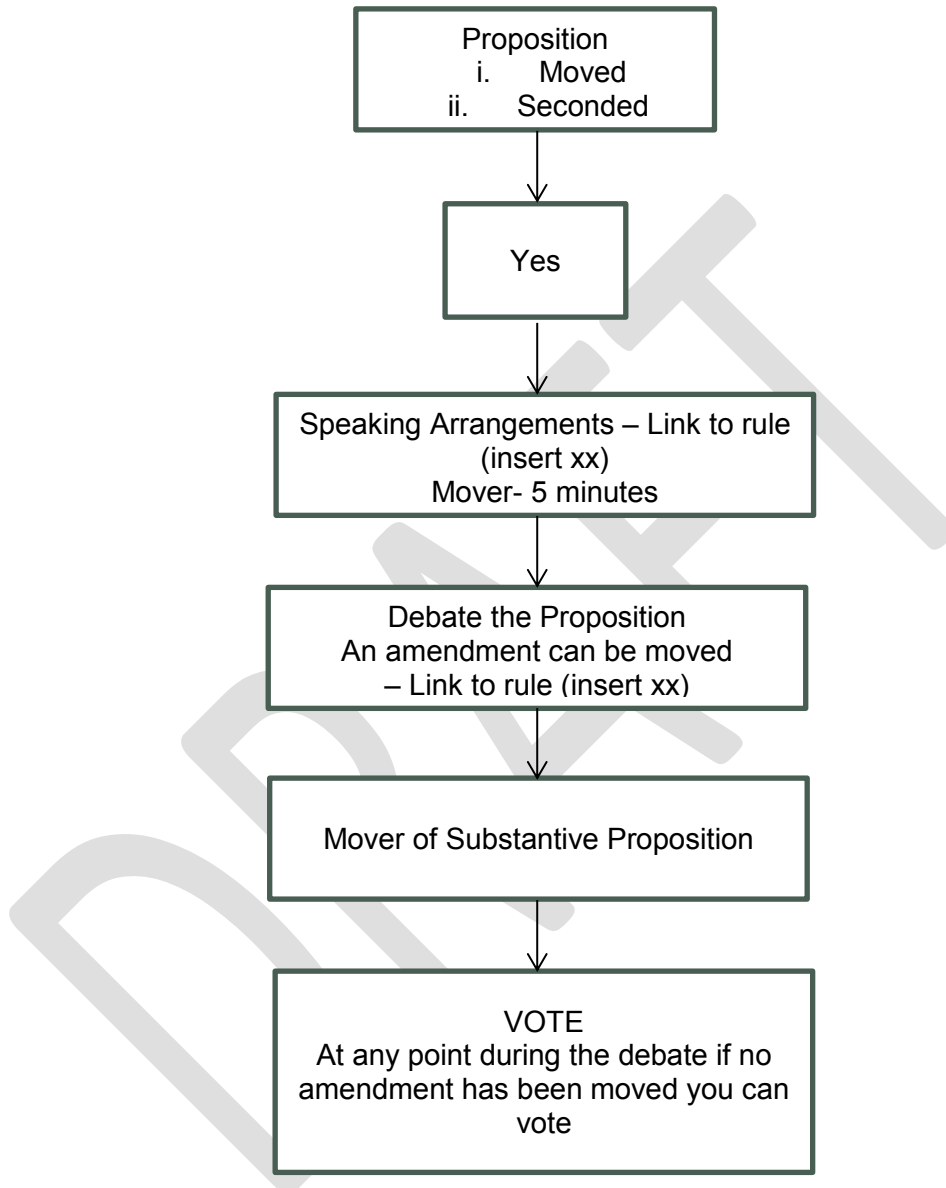 Proposition
i. Moved
ii. Seconded
Yes
Speaking Arrangements – Link to rule
(insert xx)
Mover- 5 minutes
Debate the Proposition
An amendment can be moved
– Link to rule (insert xx)
Mover of Substantive Proposition
VOTE
At any point during the debate if no
amendment has been moved you can
vote
DRAFT